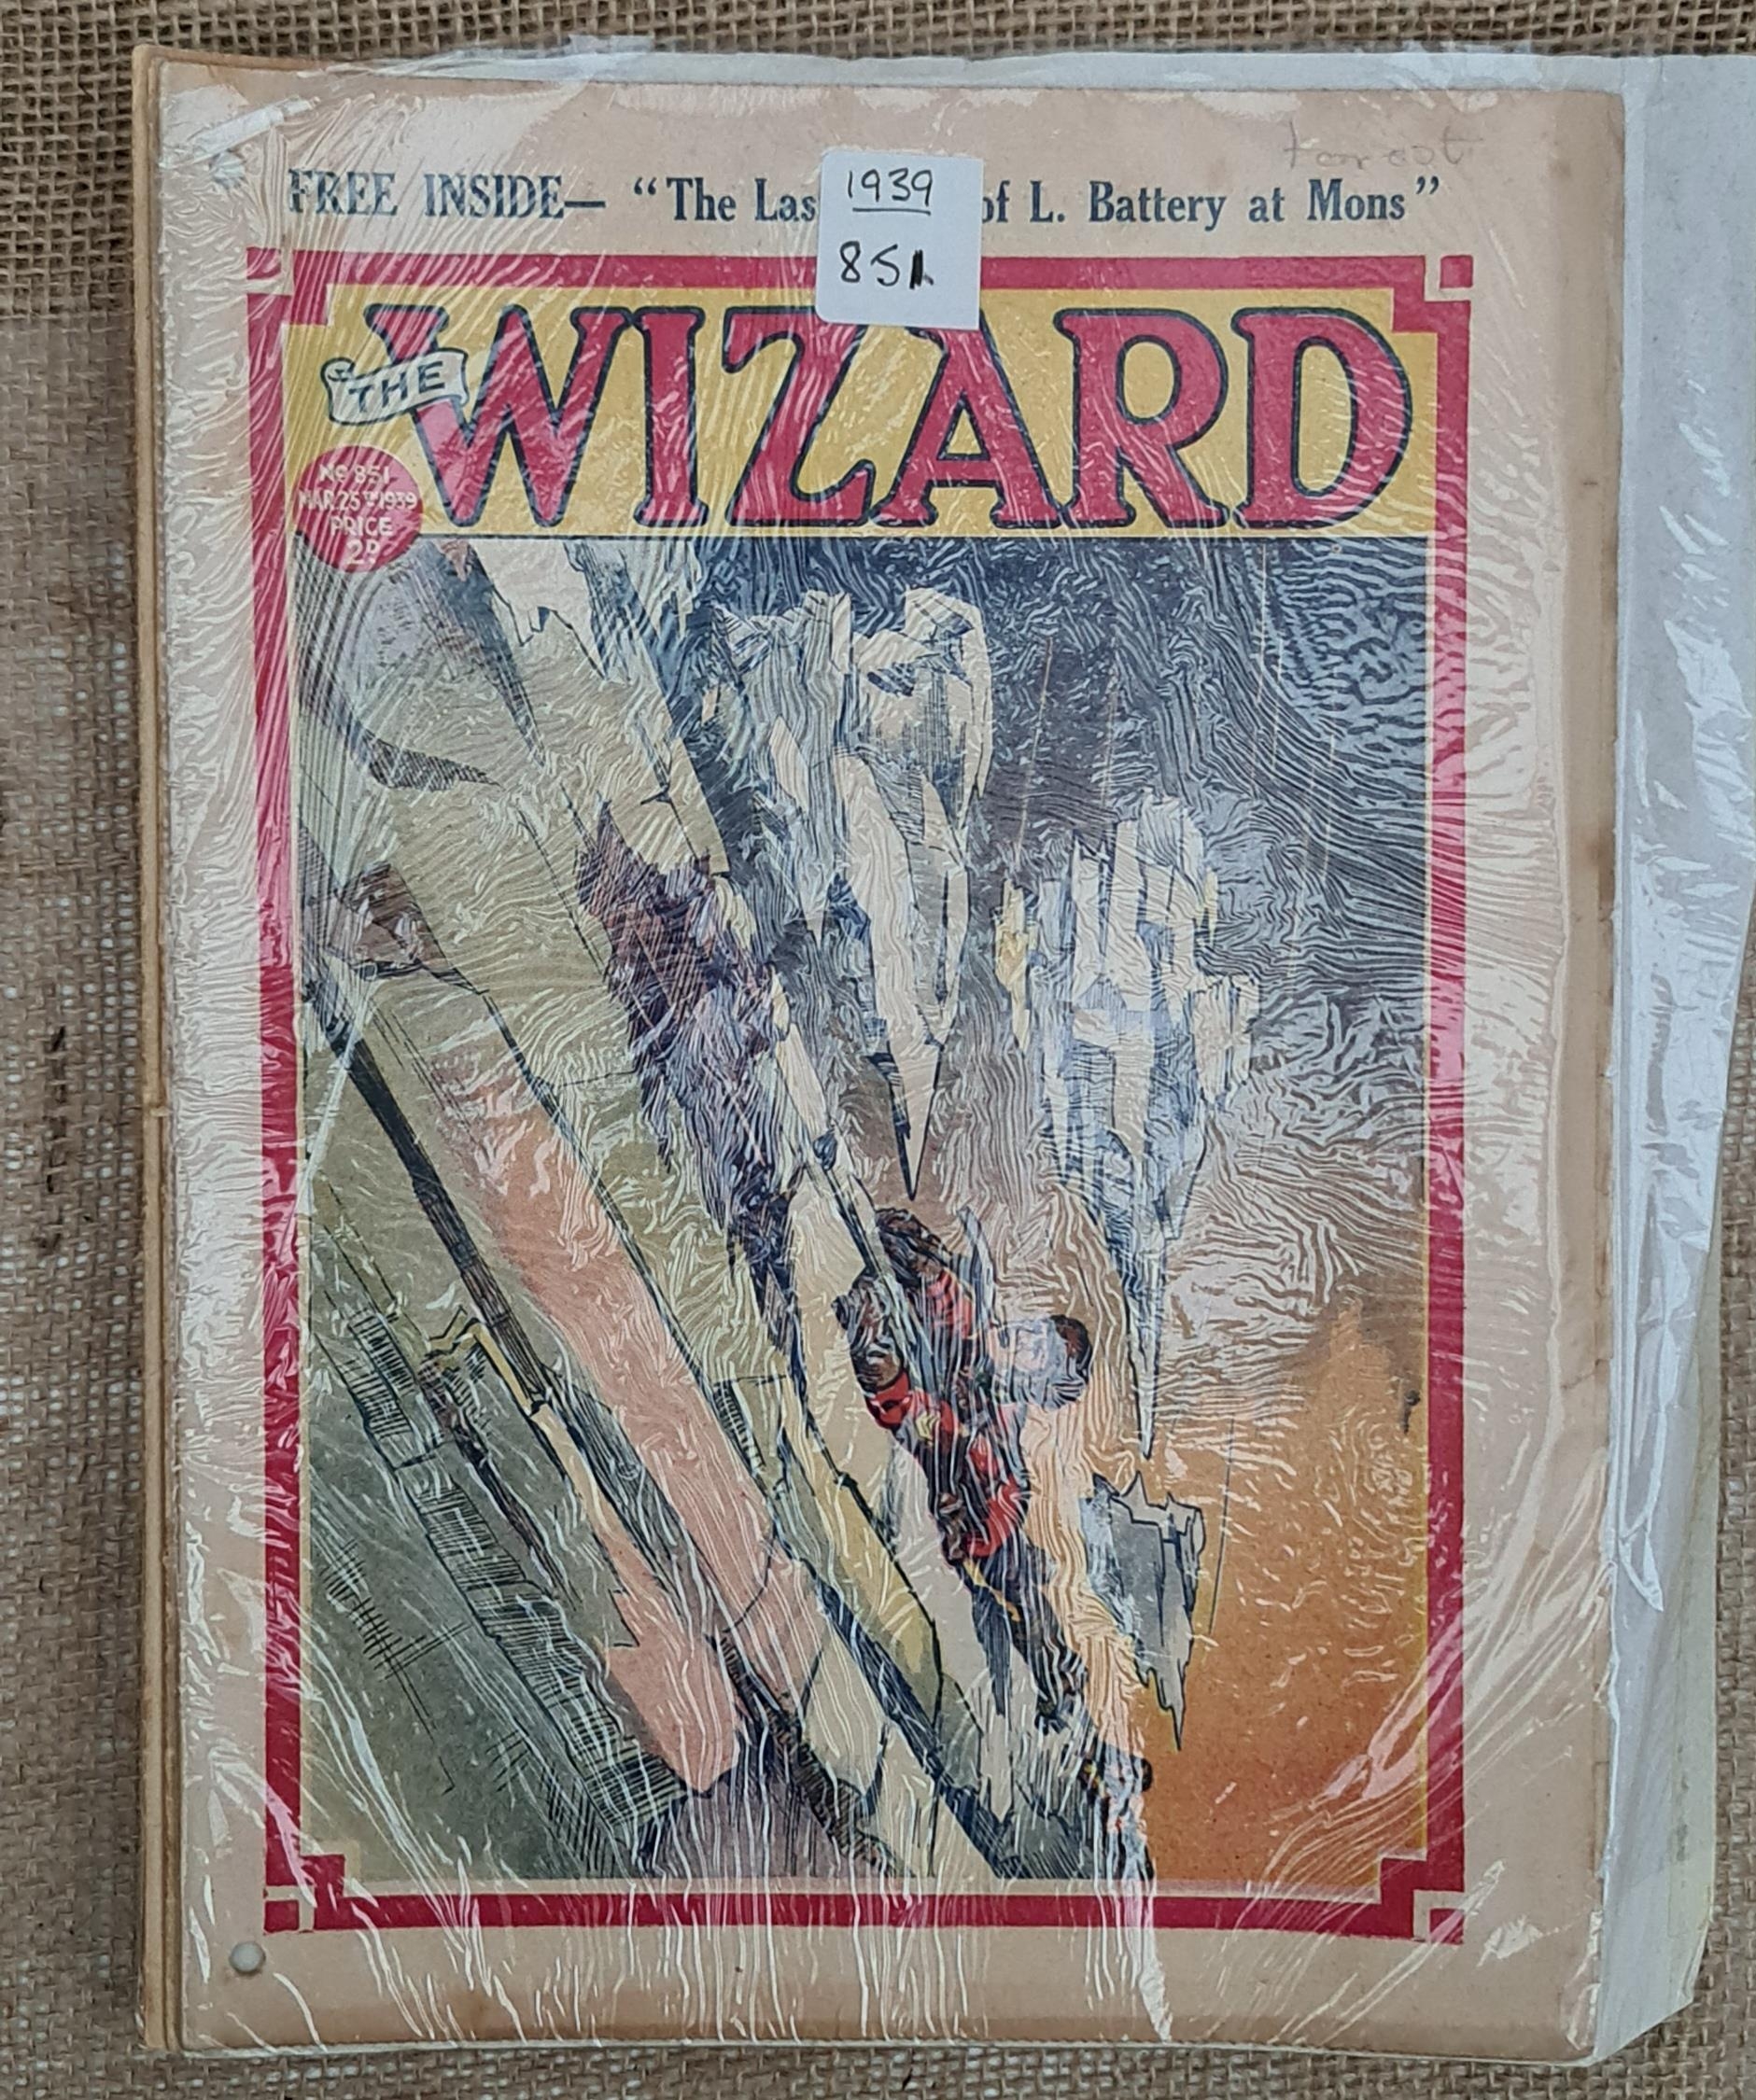 FREE INSIDE— "The Las of L. Battery at Mons"
1939
851
THE WIZARD
No 851
MAR 25TH 1939
PRICE
2D